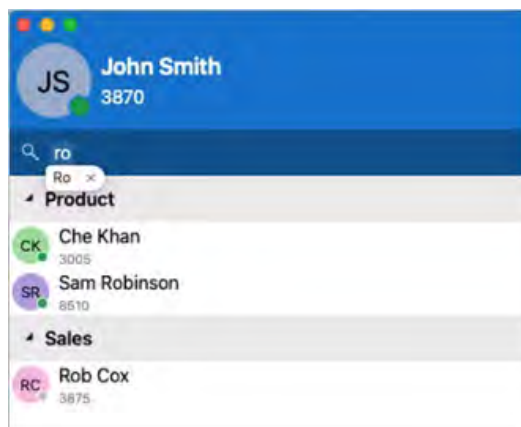 JS
John Smith
3870
ro
Ro ×
Product
CK
Che Khan
3005
SR
Sam Robinson
8510
Sales
RC
Rob Cox
3875